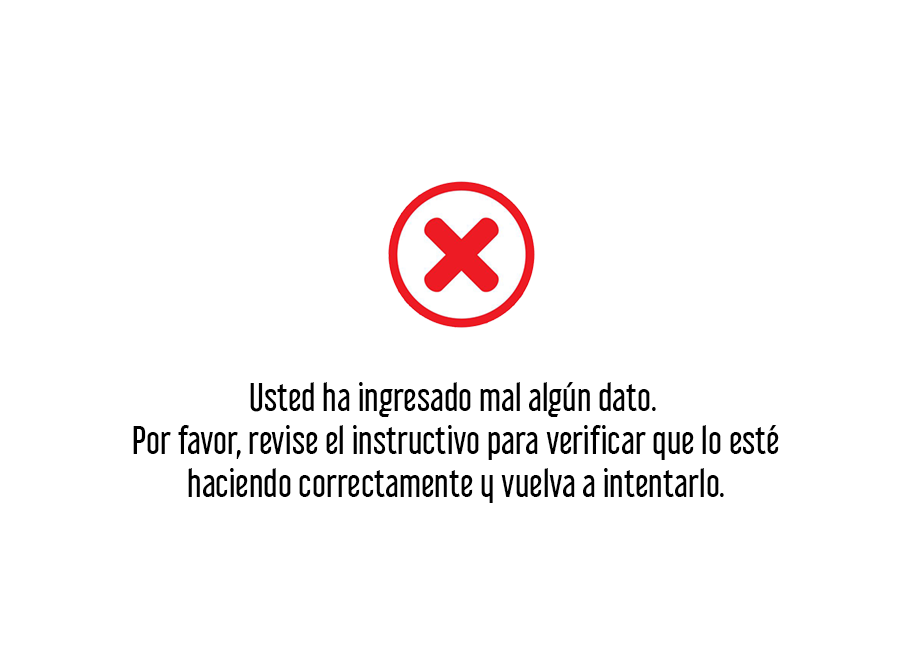 Usted ha ingresado mal algún dato.
Por favor, revise el instructivo para verificar que lo esté
haciendo correctamente y vuelva a intentarlo.